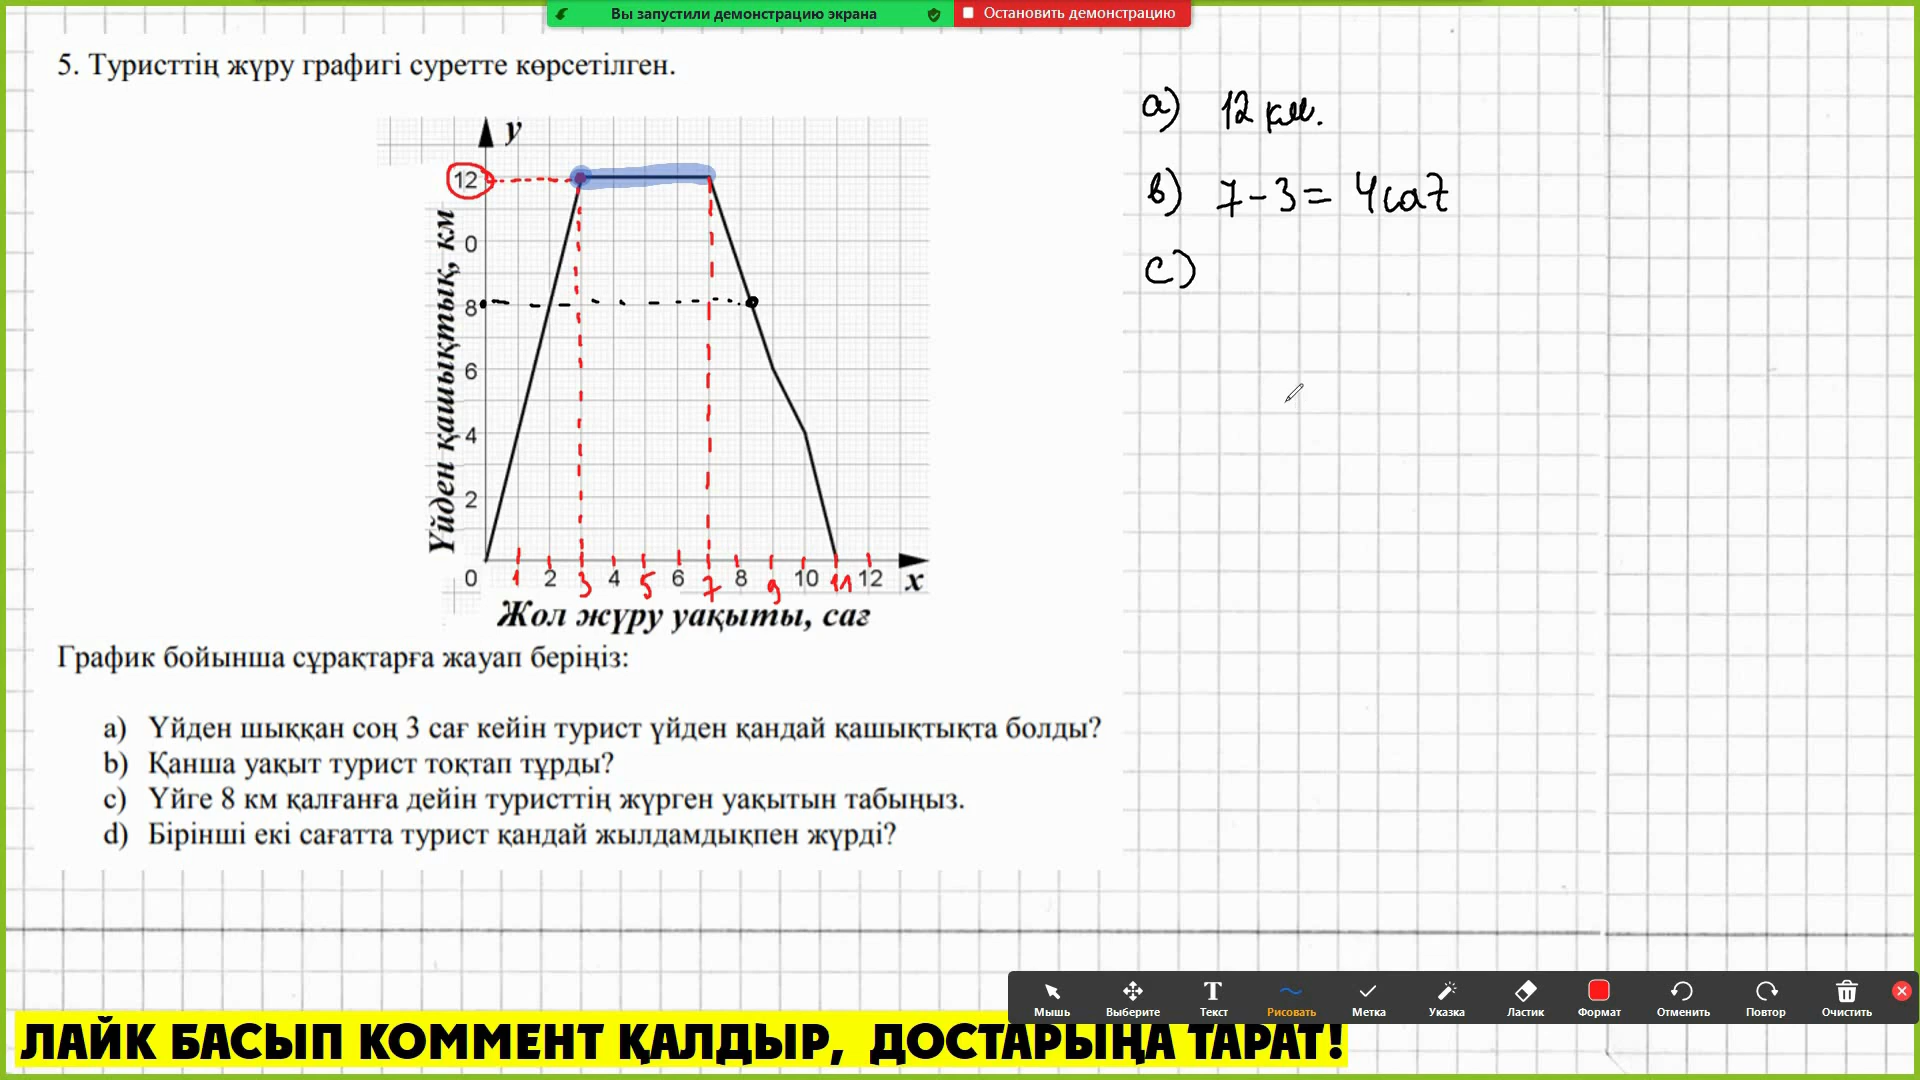 Вы запустили демонстрацию экрана
Остановить демонстрацию
5. Туристтің жүру графигі суретте көрсетілген.
y
12
0
8
6
4
2
Үйден қашықтық, км
0 1 2 3 4 5 6 7 8 9 10 11 12 x
Жол жүру уақыты, сағ
График бойынша сұрақтарға жауап беріңіз:
a) Үйден шыққан соң 3 сағ кейін турист үйден қандай қашықтықта болды?
b) Қанша уақыт турист тоқтап тұрды?
c) Үйге 8 км қалғанға дейін туристтің жүрген уақытын табыңыз.
d) Бірінші екі сағатта турист қандай жылдамдықпен жүрді?
a) 12 км.
b) 7-3= 4сағ
c)
Мышь Выберите Текст Рисовать Метка Указка Ластик Формат Отменить Повтор Очистить
ЛАЙК БАСЫП КОММЕНТ ҚАЛДЫР, ДОСТАРЫҢА ТАРАТ!